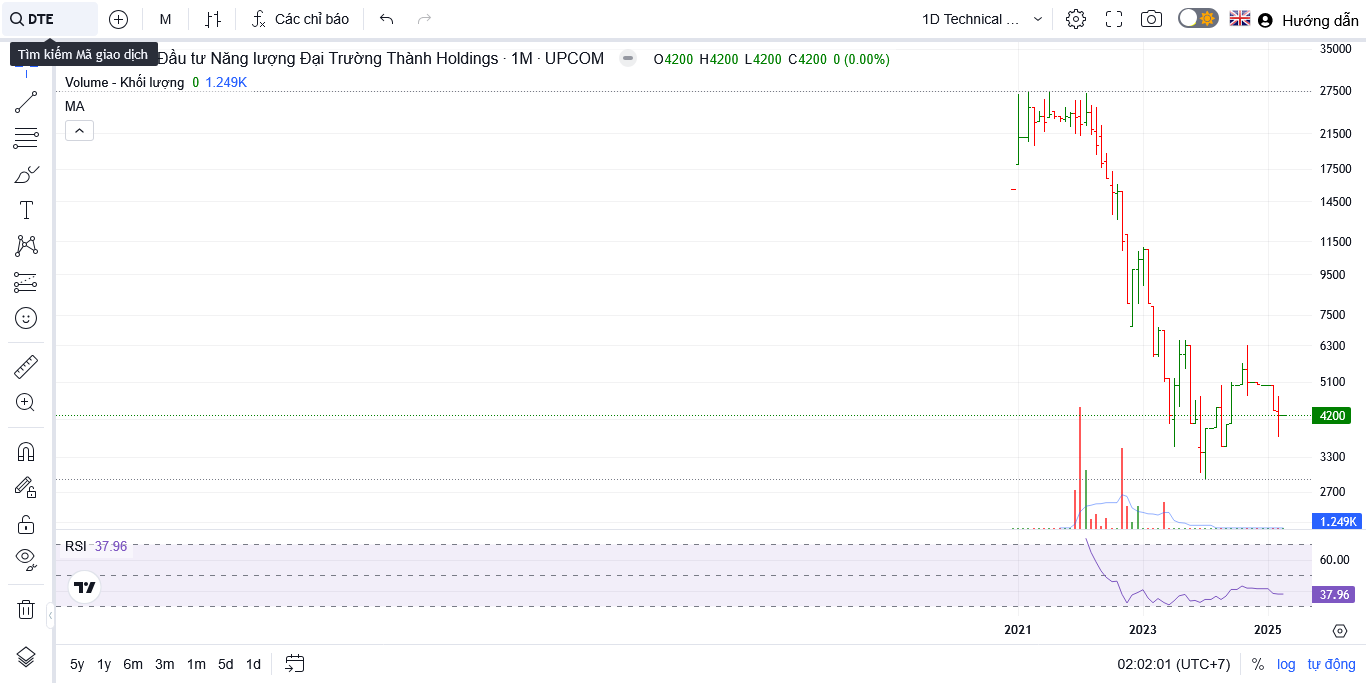 DTE
M
Các chỉ báo
1D Technical ...
Hướng dẫn
Tìm kiếm Mã giao dịch
Đầu tư Năng lượng Đại Trường Thành Holdings · 1M · UPCOM
O4200 H4200 L4200 C4200 0 (0.00%)
Volume - Khối lượng 0 1.249K
MA
35000
27500
21500
17500
14500
11500
9500
7500
6300
5100
4200
3300
2700
1.249K
RSI 37.96
60.00
37.96
2021 2023 2025
5y 1y 6m 3m 1m 5d 1d
02:02:01 (UTC+7) % log tự động